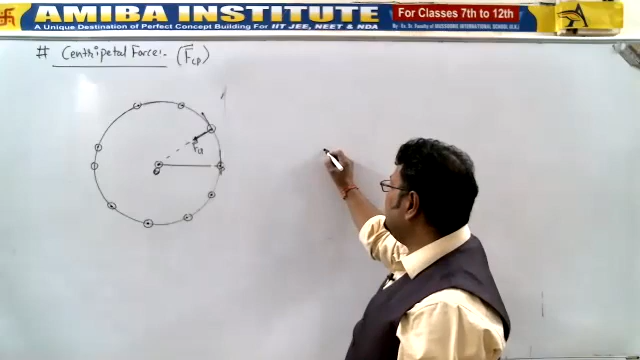 AMIBA INSTITUTE
For Classes 7th to 12th
A Unique Destination of Perfect Concept Building For IIT JEE, NEET & NDA
# Centripetal Force:- (F⃗cp)
Fcp